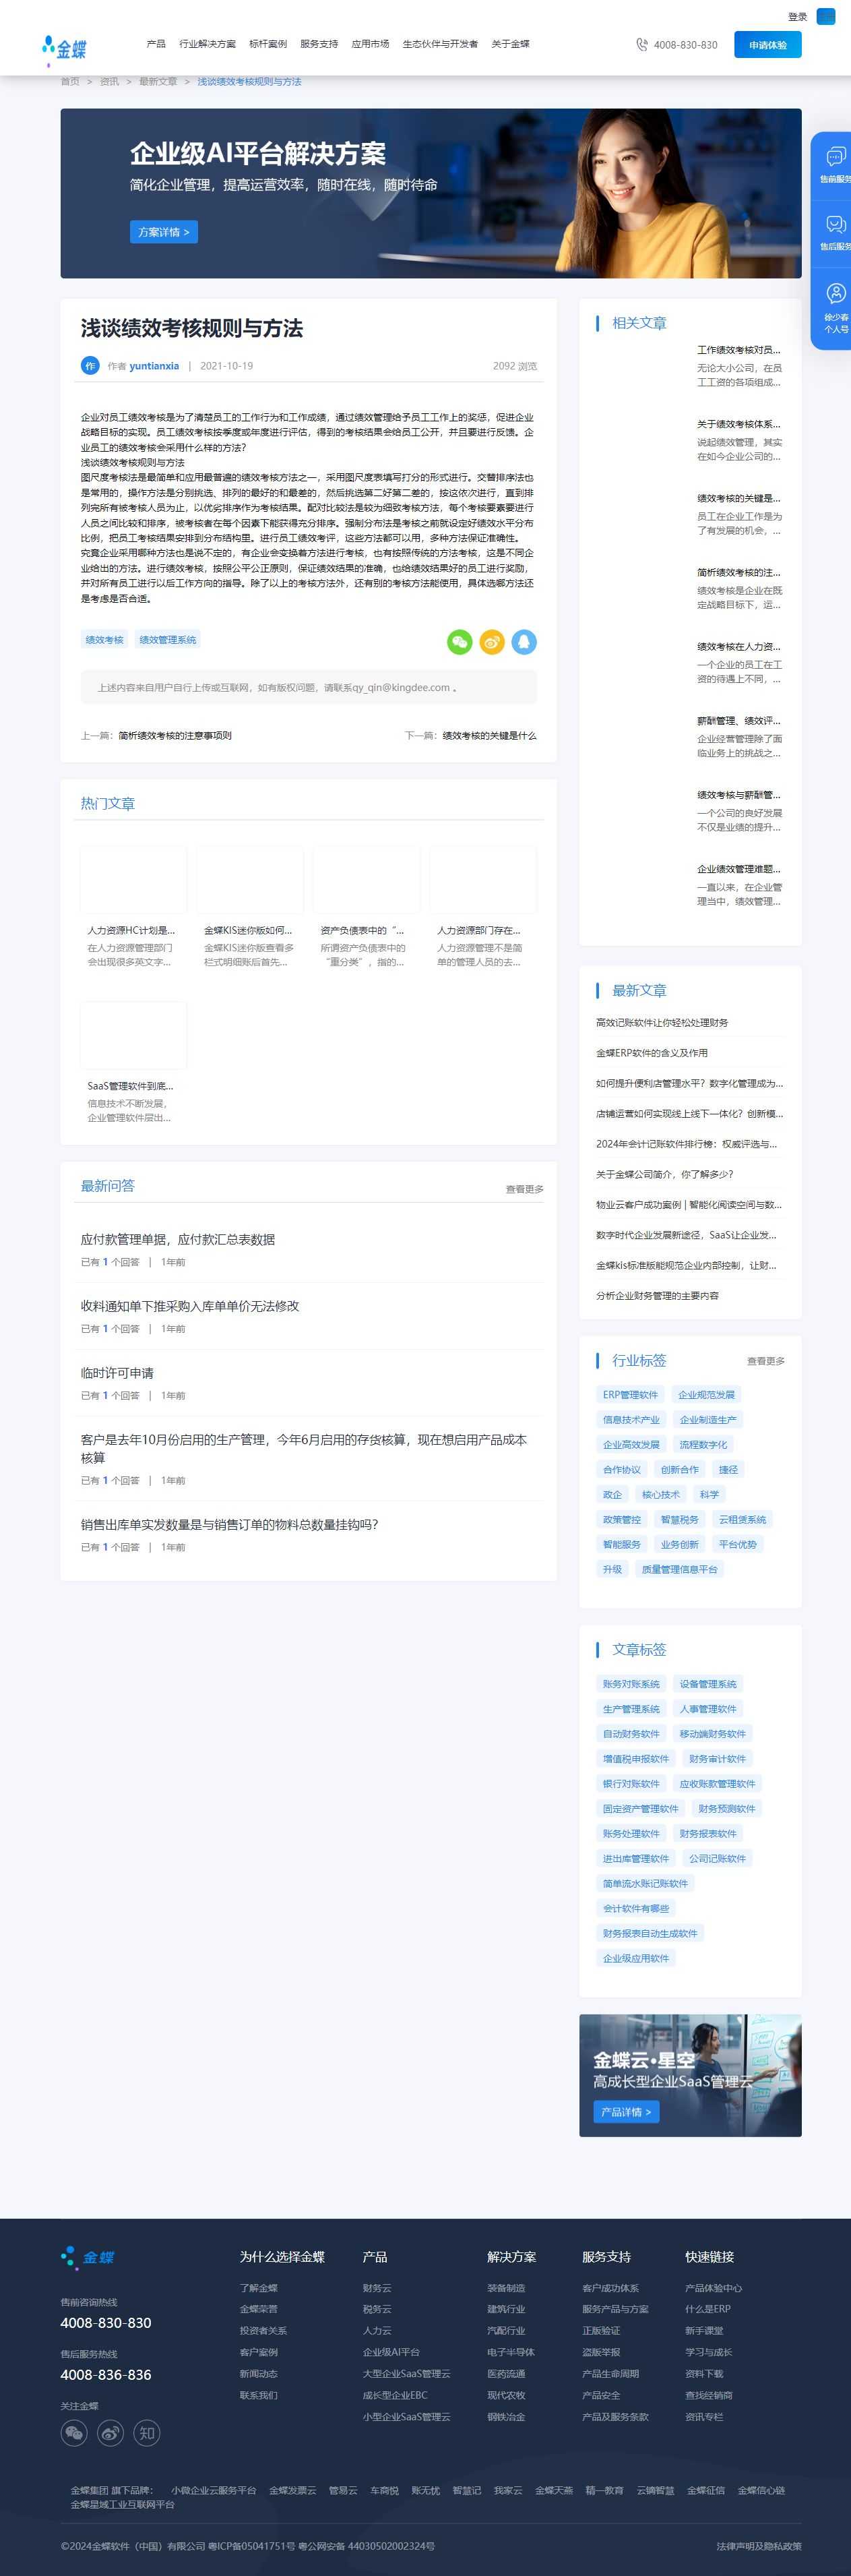 登录
金蝶
产品 行业解决方案 标杆案例 服务支持 应用市场 生态伙伴与开发者 关于金蝶
4008-830-830
申请体验
首页 > 资讯 > 最新文章 > 浅谈绩效考核规则与方法
企业级AI平台解决方案
简化企业管理，提高运营效率，随时在线，随时待命
方案详情 >
售前服务
售后服务
徐少春
个人号
浅谈绩效考核规则与方法
作 作者 yuntianxia | 2021-10-19
2092 浏览
企业对员工绩效考核是为了清楚员工的工作行为和工作成绩，通过绩效管理给予员工工作上的奖惩，促进企业
战略目标的实现。员工绩效考核按季度或年度进行评估，得到的考核结果会给员工公开，并且要进行反馈。企
业员工的绩效考核会采用什么样的方法？
浅谈绩效考核规则与方法
图尺度考核法是最简单和应用最普遍的绩效考核方法之一，采用图尺度表填写打分的形式进行。交替排序法也
是常用的，操作方法是分别挑选、排列的最好的和最差的，然后挑选第二好第二差的，按这依次进行，直到排
列完所有被考核人员为止，以优劣排序作为考核结果。配对比较法是较为细致考核方法，每个考核要素要进行
人员之间比较和排序，被考核者在每个因素下能获得充分排序。强制分布法是考核之前就设定好绩效水平分布
比例，把员工考核结果安排到分布结构里。进行员工绩效考评，这些方法都可以用，多种方法保证准确性。
究竟企业采用哪种方法也是说不定的，有企业会变换着方法进行考核，也有按照传统的方法考核，这是不同企
业给出的方法。进行绩效考核，按照公平公正原则，保证绩效结果的准确，也给绩效结果好的员工进行奖励，
并对所有员工进行以后工作方向的指导。除了以上的考核方法外，还有别的考核方法能使用，具体选哪方法还
是考虑是否合适。
绩效考核 绩效管理系统
上述内容来自用户自行上传或互联网，如有版权问题，请联系qy_qin@kingdee.com 。
上一篇：简析绩效考核的注意事项则
下一篇：绩效考核的关键是什么
热门文章
人力资源HC计划是...
在人力资源管理部门
会出现很多英文字...
金蝶KIS迷你版如何...
金蝶KIS迷你版查看多
栏式明细账后首先...
资产负债表中的“...
所谓资产负债表中的
“重分类”，指的...
人力资源部门存在...
人力资源管理不是简
单的管理人员的去...
SaaS管理软件到底...
信息技术不断发展，
企业管理软件层出...
最新问答
查看更多
应付款管理单据，应付款汇总表数据
已有 1 个回答 | 1年前
收料通知单下推采购入库单单价无法修改
已有 1 个回答 | 1年前
临时许可申请
已有 1 个回答 | 1年前
客户是去年10月份启用的生产管理，今年6月启用的存货核算，现在想启用产品成本
核算
已有 1 个回答 | 1年前
销售出库单实发数量是与销售订单的物料总数量挂钩吗？
已有 1 个回答 | 1年前
相关文章
工作绩效考核对员...
无论大小公司，在员
工工资的各项组成...
关于绩效考核体系...
说起绩效管理，其实
在如今企业公司的...
绩效考核的关键是...
员工在企业工作是为
了有发展的机会，...
简析绩效考核的注...
绩效考核是企业在既
定战略目标下，运...
绩效考核在人力资...
一个企业的员工在工
资的待遇上不同，...
薪酬管理、绩效评...
企业经营管理除了面
临业务上的挑战之...
绩效考核与薪酬管...
一个公司的良好发展
不仅是业绩的提升...
企业绩效管理难题...
一直以来，在企业管
理当中，绩效管理...
最新文章
高效记账软件让你轻松处理财务
金蝶ERP软件的含义及作用
如何提升便利店管理水平？数字化管理成为...
店铺运营如何实现线上线下一体化？创新模...
2024年会计记账软件排行榜：权威评选与...
关于金蝶公司简介，你了解多少？
物业云客户成功案例 | 智能化阅读空间与数...
数字时代企业发展新途径，SaaS让企业发...
金蝶kis标准版能规范企业内部控制，让财...
分析企业财务管理的主要内容
行业标签
查看更多
ERP管理软件 企业规范发展
信息技术产业 企业制造生产
企业高效发展 流程数字化
合作协议 创新合作 捷径
政企 核心技术 科学
政策管控 智慧税务 云租赁系统
智能服务 业务创新 平台优势
升级 质量管理信息平台
文章标签
账务对账系统 设备管理系统
生产管理系统 人事管理软件
自动财务软件 移动端财务软件
增值税申报软件 财务审计软件
银行对账软件 应收账款管理软件
固定资产管理软件 财务预测软件
账务处理软件 财务报表软件
进出库管理软件 公司记账软件
简单流水账记账软件
会计软件有哪些
财务报表自动生成软件
企业级应用软件
金蝶云·星空
高成长型企业SaaS管理云
产品详情 >
金蝶
售前咨询热线
4008-830-830
售后服务热线
4008-836-836
关注金蝶
知
为什么选择金蝶
了解金蝶
金蝶荣誉
投资者关系
客户案例
新闻动态
联系我们
产品
财务云
税务云
人力云
企业级AI平台
大型企业SaaS管理云
成长型企业EBC
小型企业SaaS管理云
解决方案
装备制造
建筑行业
汽配行业
电子半导体
医药流通
现代农牧
钢铁冶金
服务支持
客户成功体系
服务产品与方案
正版验证
盗版举报
产品生命周期
产品安全
产品及服务条款
快速链接
产品体验中心
什么是ERP
新手课堂
学习与成长
资料下载
查找经销商
资讯专栏
金蝶集团 旗下品牌： 小微企业云服务平台 金蝶发票云 管易云 车商悦 账无忧 智慧记 我家云 金蝶天燕 精一教育 云镝智慧 金蝶征信 金蝶信心链
金蝶星域工业互联网平台
©2024金蝶软件（中国）有限公司 粤ICP备05041751号 粤公网安备 44030502002324号
法律声明及隐私政策